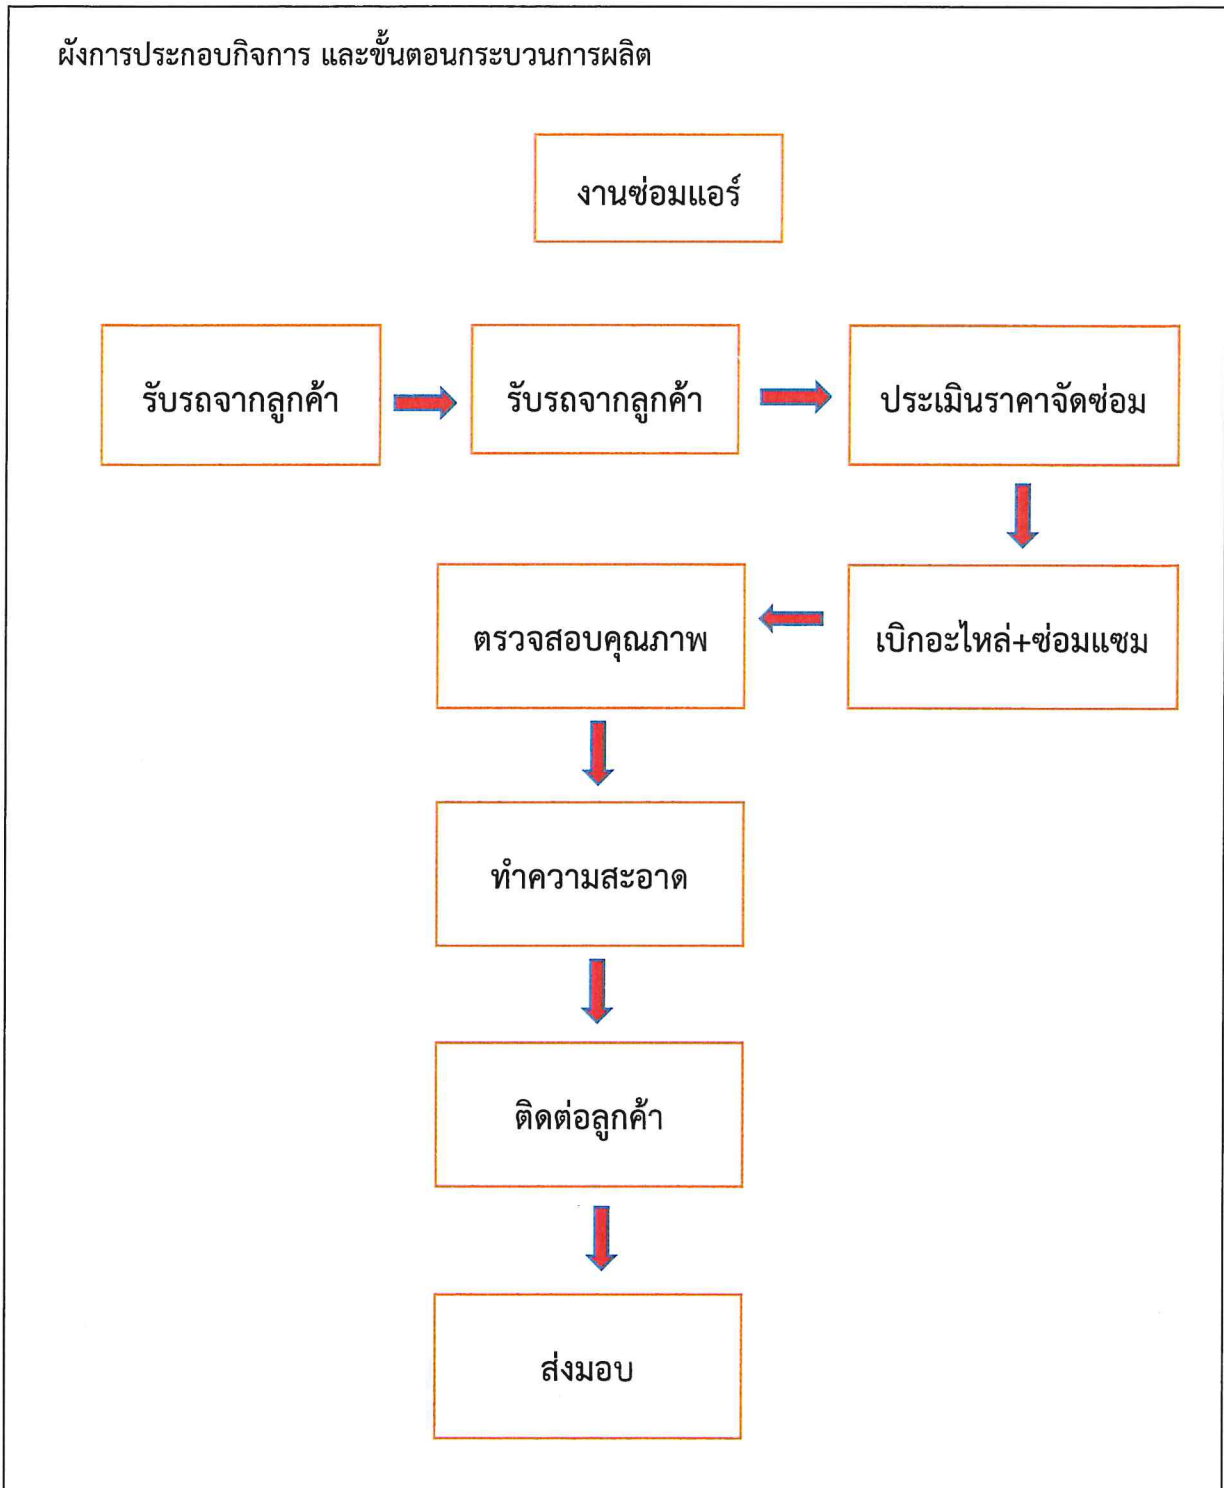 ผังการประกอบกิจการ และขั้นตอนกระบวนการผลิต
งานซ่อมแอร์
รับรถจากลูกค้า
รับรถจากลูกค้า
ประเมินราคาจัดซ่อม
เบิกอะไหล่+ซ่อมแซม
ตรวจสอบคุณภาพ
ทำความสะอาด
ติดต่อลูกค้า
ส่งมอบ